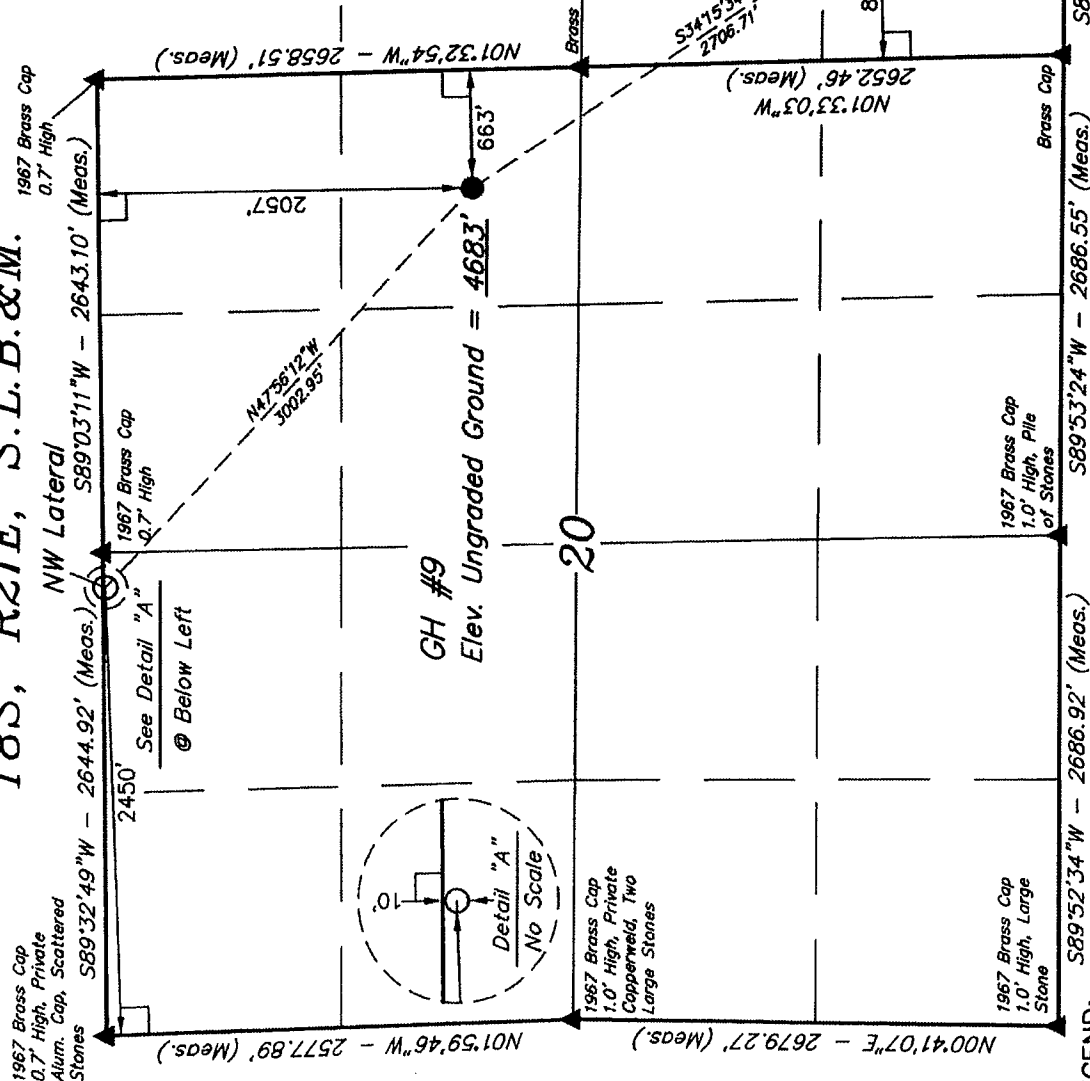 T8S, R21E, S.L.B.&M.
1967 Brass Cap
0.7' High, Private
Alum. Cap, Scattered
Stones
S89°32'49"W - 2644.92' (Meas.)
NW Lateral
S89°03'11"W - 2643.10' (Meas.)
1967 Brass Cap
0.7' High
2450'
See Detail "A"
@ Below Left
1967 Brass Cap
0.7' High
2057'
N01°32'54"W - 2658.51' (Meas.)
663'
N47°56'12"W
3002.95'
S34°15'3
2706.71'
Brass
8
GH #9
Elev. Ungraded Ground = 4683'
N01°59'46"W - 2577.89' (Meas.)
10'
Detail "A"
No Scale
20
1967 Brass Cap
1.0' High, Private
Copperweld, Two
Large Stones
N01°33'03"W
2652.46' (Meas.)
N00°41'07"E - 2679.27' (Meas.)
1967 Brass Cap
1.0' High, Large
Stone
1967 Brass Cap
1.0' High, Pile
of Stones
Brass Cap
S89°52'34"W - 2686.92' (Meas.)
S89°53'24"W - 2686.55' (Meas.)
S8
GEND: